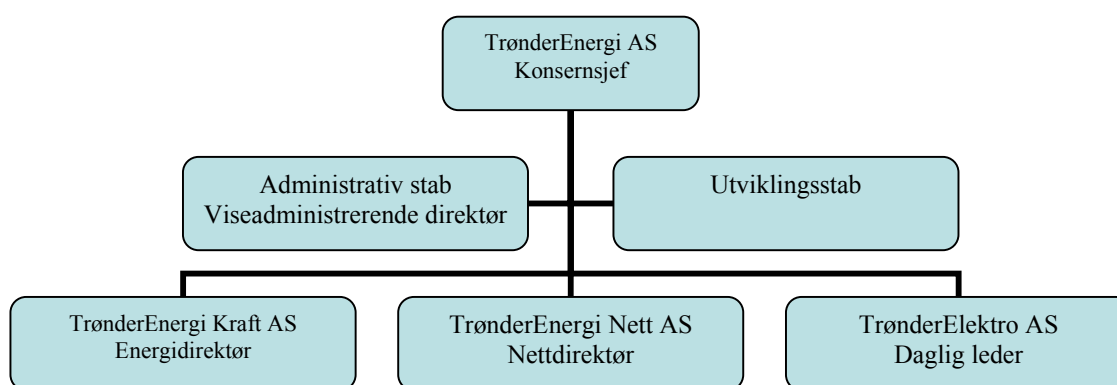 TrønderEnergi AS
Konsernsjef
Administrativ stab
Viseadministrerende direktør
Utviklingsstab
TrønderEnergi Kraft AS
Energidirektør
TrønderEnergi Nett AS
Nettdirektør
TrønderElektro AS
Daglig leder